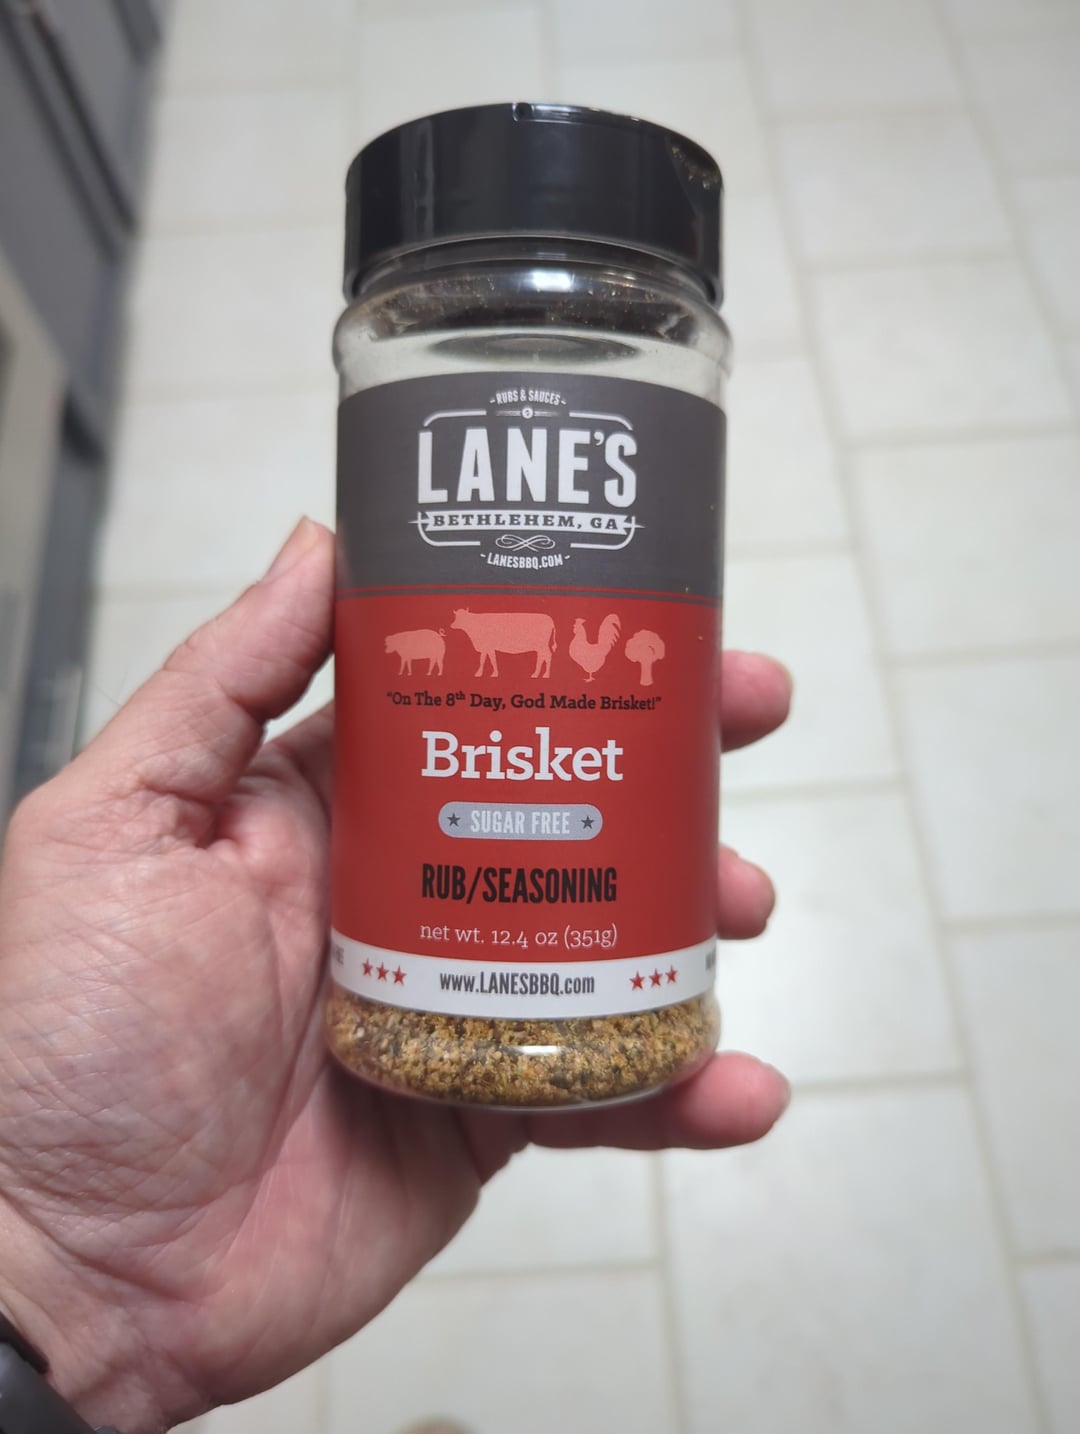 RUBS & SAUCES
LANE'S
BETHLEHEM, GA
LANESBBQ.COM
"On The 8th Day, God Made Brisket!"
Brisket
★ SUGAR FREE ★
RUB/SEASONING
net wt. 12.4 oz (351g)
★★★ www.LANESBBQ.com ★★★